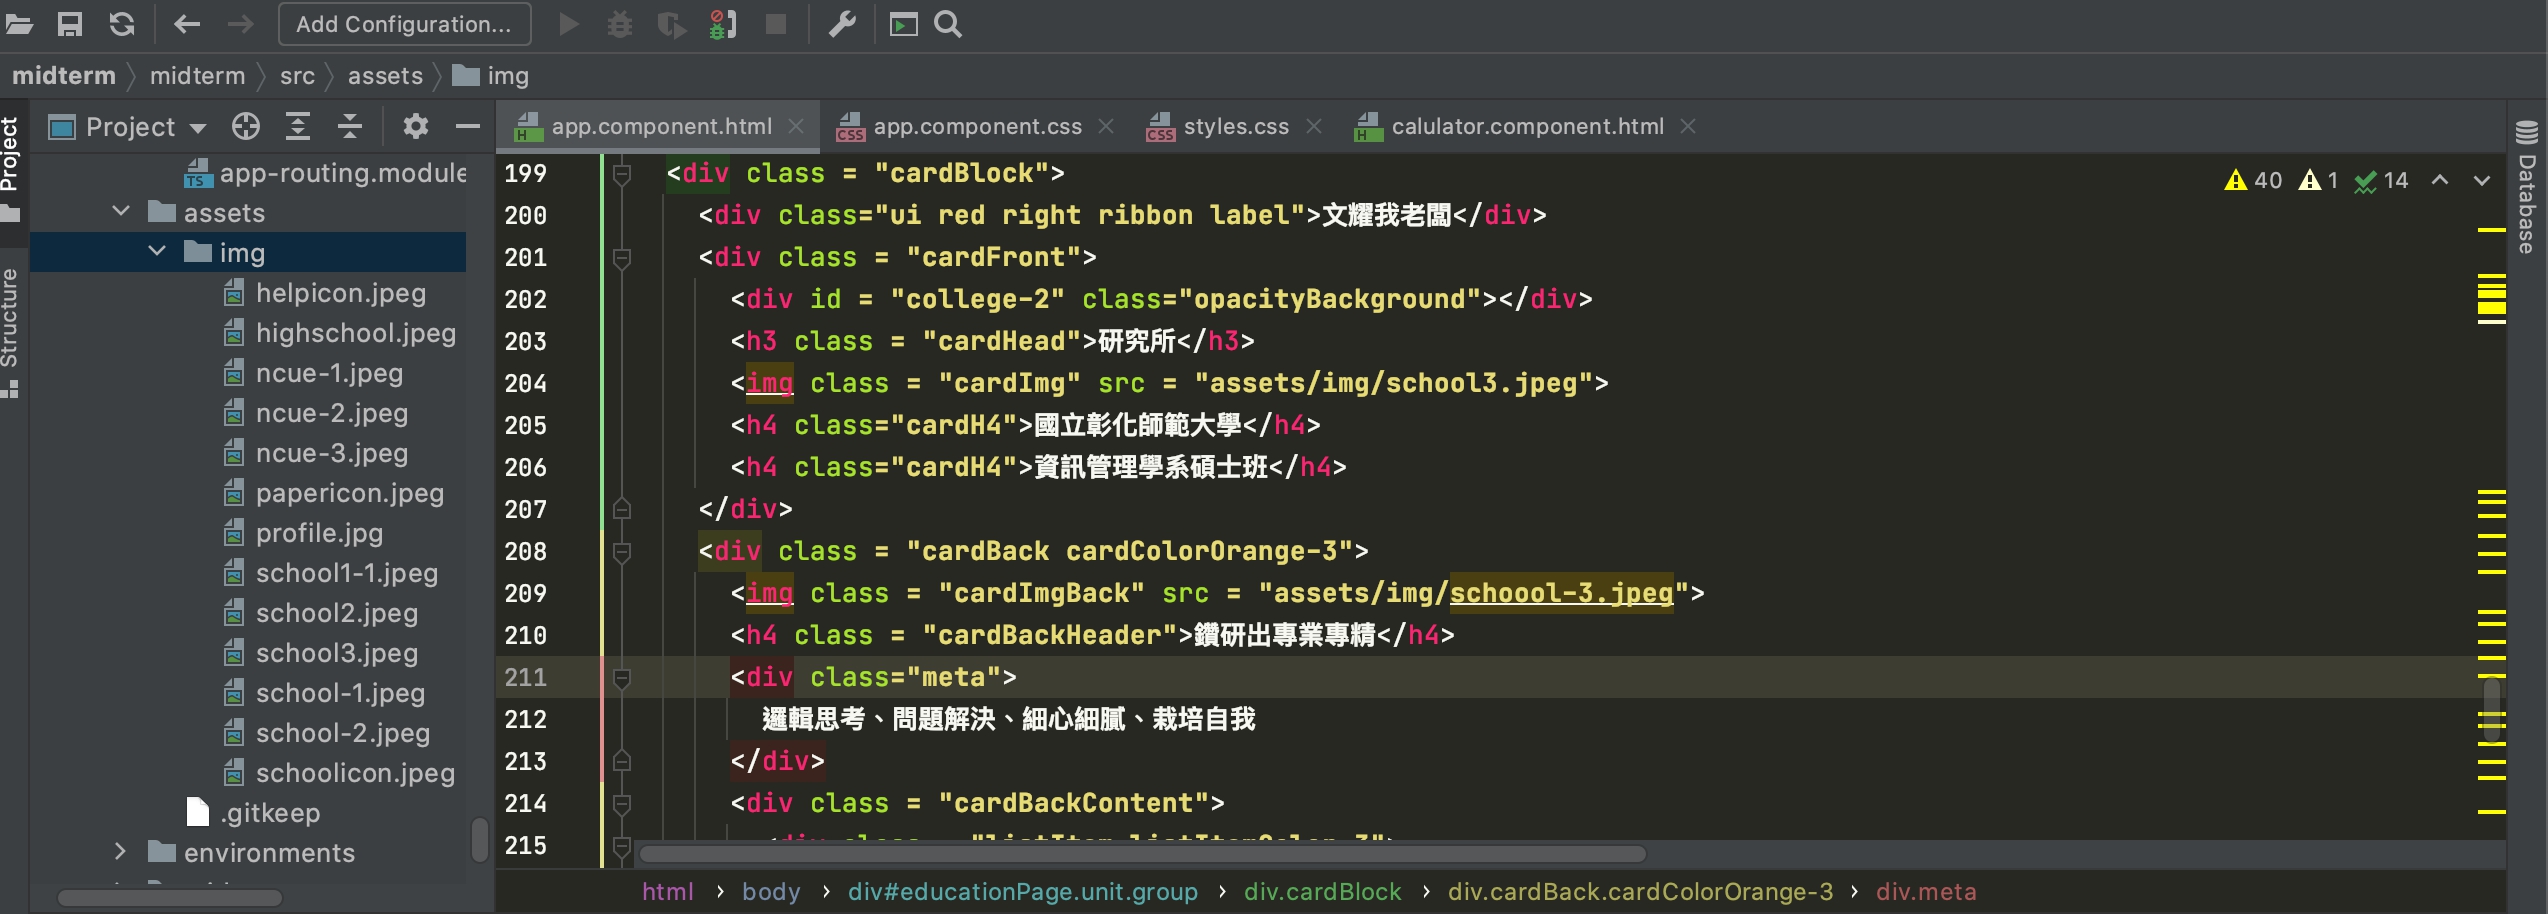 Add Configuration...
midterm midterm src assets img
Project
Project
Structure
Database
app.component.html app.component.css styles.css calulator.component.html
app-routing.module
assets
img
helpicon.jpeg
highschool.jpeg
ncue-1.jpeg
ncue-2.jpeg
ncue-3.jpeg
papericon.jpeg
profile.jpg
school1-1.jpeg
school2.jpeg
school3.jpeg
school-1.jpeg
school-2.jpeg
schoolicon.jpeg
.gitkeep
environments
40 1 14
199 <div class = "cardBlock">
200 <div class="ui red right ribbon label">文耀我老闆</div>
201 <div class = "cardFront">
202 <div id = "college-2" class="opacityBackground"></div>
203 <h3 class = "cardHead">研究所</h3>
204 <img class = "cardImg" src = "assets/img/school3.jpeg">
205 <h4 class="cardH4">國立彰化師範大學</h4>
206 <h4 class="cardH4">資訊管理學系碩士班</h4>
207 </div>
208 <div class = "cardBack cardColorOrange-3">
209 <img class = "cardImgBack" src = "assets/img/schoool-3.jpeg">
210 <h4 class = "cardBackHeader">鑽研出專業專精</h4>
211 <div class="meta">
212 邏輯思考、問題解決、細心細膩、栽培自我
213 </div>
214 <div class = "cardBackContent">
215
html › body › div#educationPage.unit.group › div.cardBlock › div.cardBack.cardColorOrange-3 › div.meta